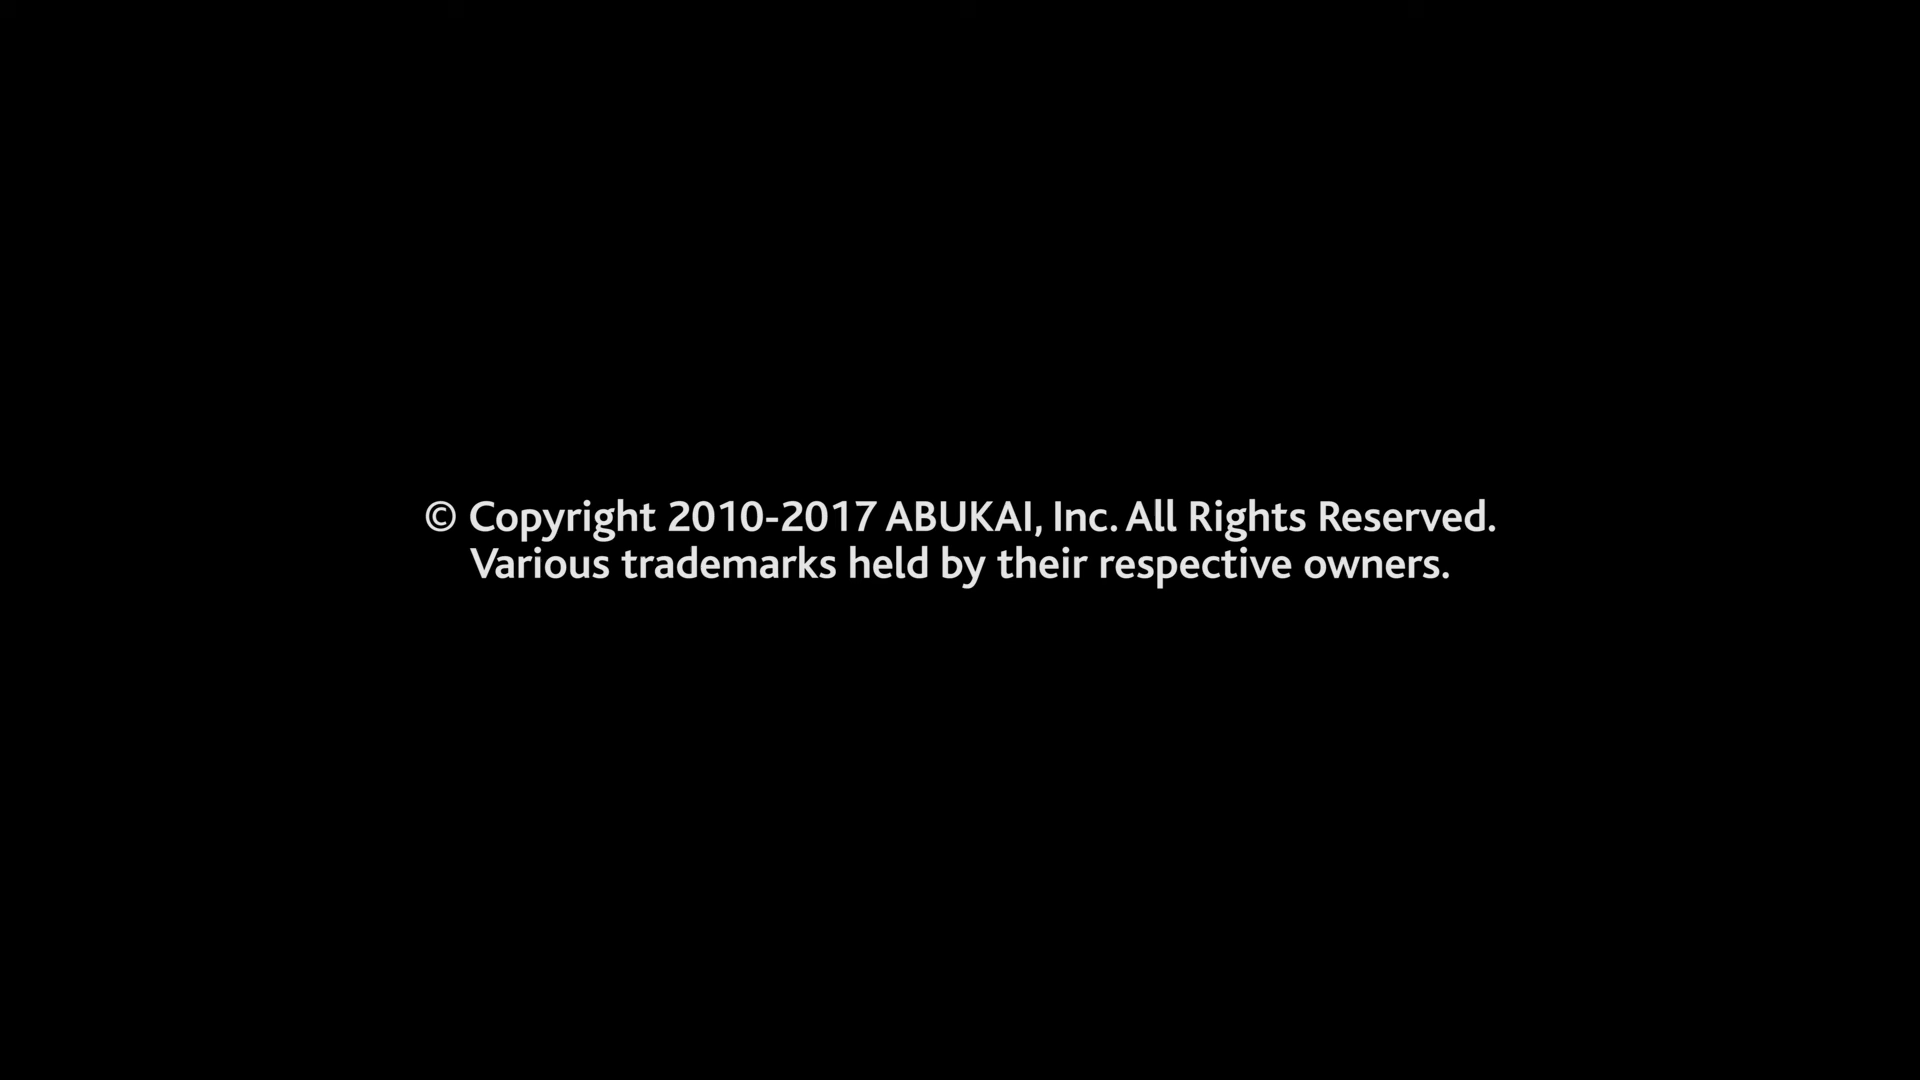 © Copyright 2010-2017 ABUKAI, Inc. All Rights Reserved.
Various trademarks held by their respective owners.